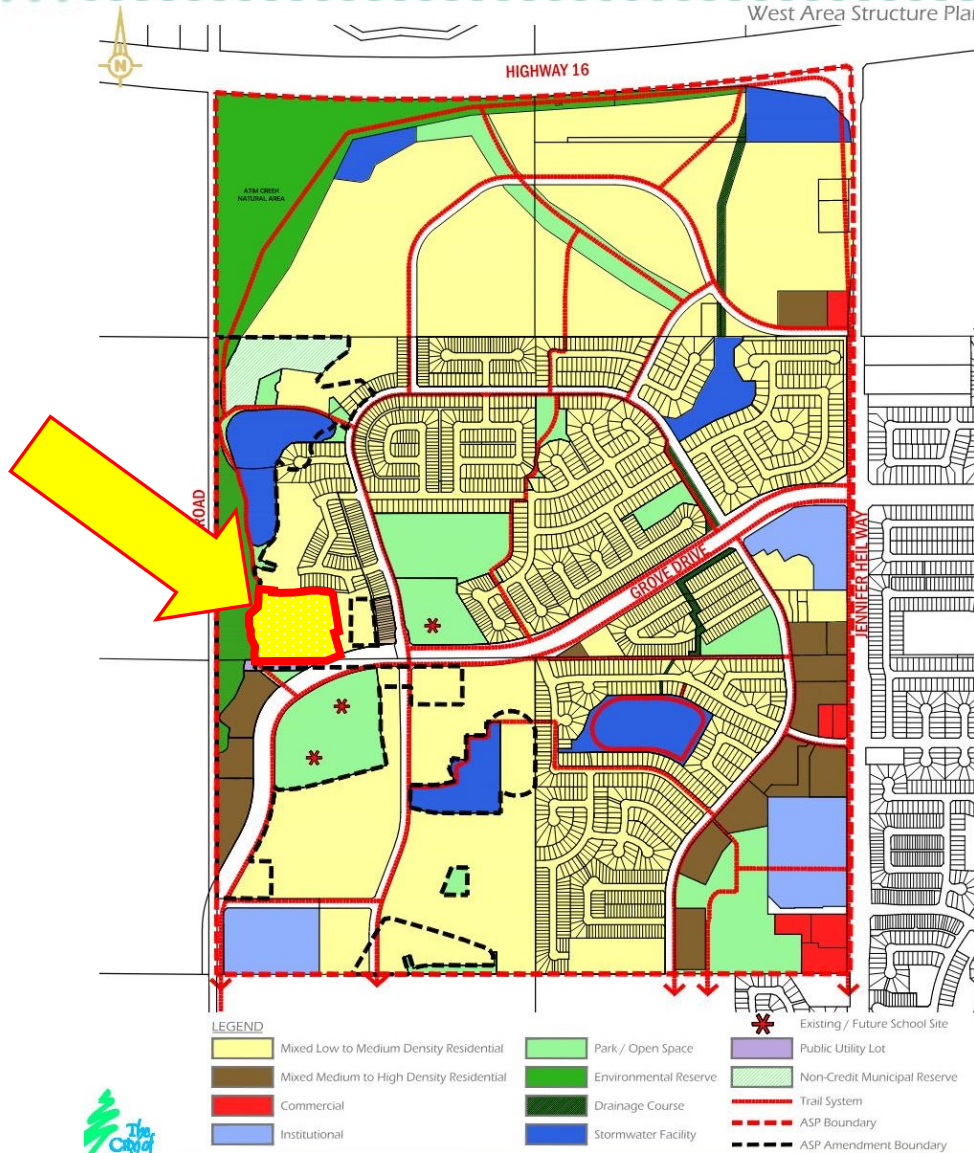 West Area Structure Plan
N
HIGHWAY 16
ATIM CREEK
NATURAL AREA
ROAD
GROVE DRIVE
JENNIFER HEIL WAY
LEGEND
Mixed Low to Medium Density Residential
Mixed Medium to High Density Residential
Commercial
Institutional
Park / Open Space
Environmental Reserve
Drainage Course
Stormwater Facility
Existing / Future School Site
Public Utility Lot
Non-Credit Municipal Reserve
Trail System
ASP Boundary
ASP Amendment Boundary
The
City of